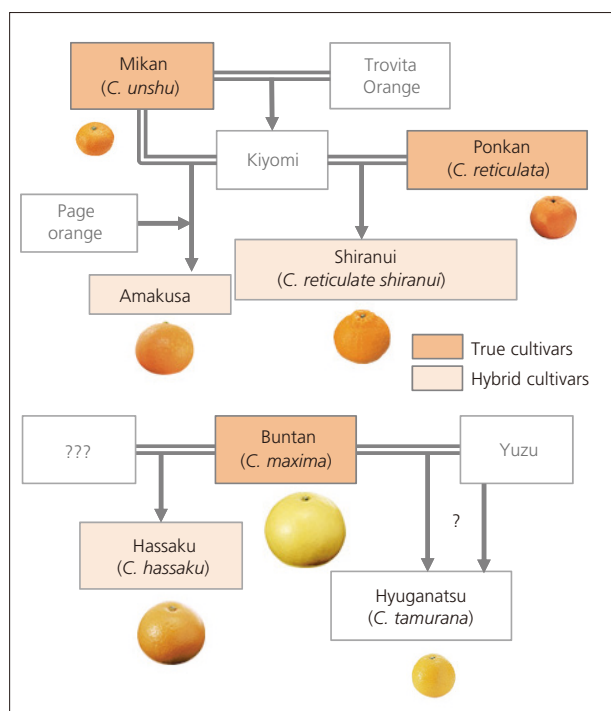 Mikan
(C. unshu)
Trovita
Orange
Kiyomi
Ponkan
(C. reticulata)
Page
orange
Shiranui
(C. reticulate shiranui)
Amakusa
True cultivars
Hybrid cultivars
???
Buntan
(C. maxima)
Yuzu
?
Hassaku
(C. hassaku)
Hyuganatsu
(C. tamurana)